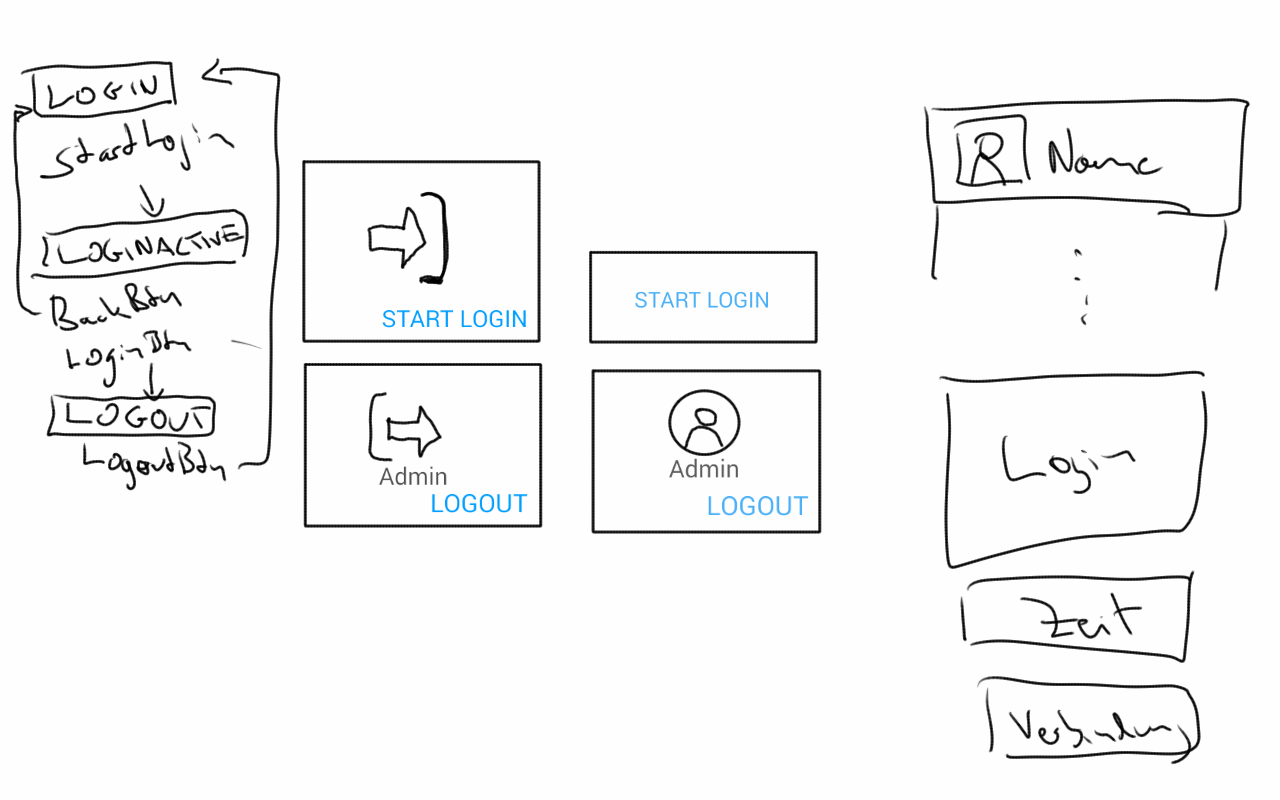 LOGIN
StartLogin
LOGINACTIVE
BackBtn
LoginBtn
LOGOUT
LogoutBtn
START LOGIN
START LOGIN
Admin
LOGOUT
Admin
LOGOUT
R Name
Login
Zeit
Verbindung